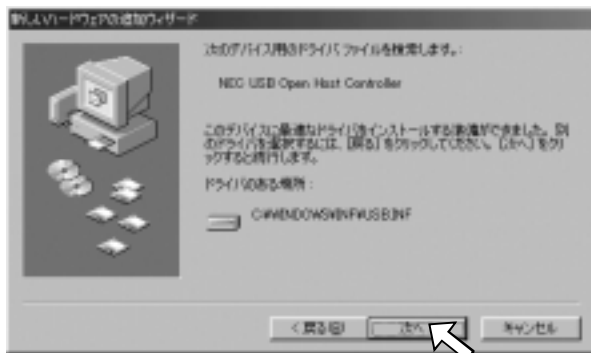 新しいハードウェアの追加ウィザード
次のデバイス用のドライバ ファイルを検索します。:
NEC USB Open Host Controller
このデバイスに最適なドライバをインストールする準備ができました。別
のドライバを選択するには、[戻る] をクリックしてください。[次へ] をクリ
ックすると続行します。
ドライバのある場所 :
C:¥WINDOWS¥INF¥USB.INF
< 戻る(B)
次へ
キャンセル